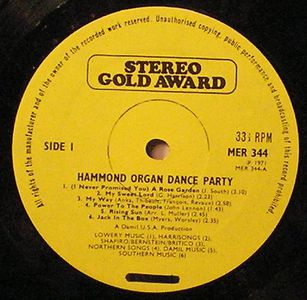 All rights of the manufacturer and of the owner of the recorded work reserved. Unauthorised copying, public performance and broadcasting of this record prohibited
STEREO
GOLD AWARD
33⅓ RPM
SIDE 1
MER 344
℗ 1971
MER 344-A
HAMMOND ORGAN DANCE PARTY
1. (I Never Promised You) A Rose Garden (J. South) (3.10)
2. My Sweet Lord (G. Harrison) (2.23)
3. My Way (Anka, Thibault, François, Revaux) (2.58)
4. Power To The People (John Lennon)
5. Rising Sun (Arr. L. Muller) (2.35)
6. Jack In The Box (Myers, Worsley) (2.45)
A Damil U.S.A. Production
LOWERY MUSIC (1), HARRISONGS (2),
SHAPIRO/BERNSTEIN/BRITICO (3),
NORTHERN SONGS (4), DAMIL MUSIC (5),
SOUTHERN MUSIC (6)